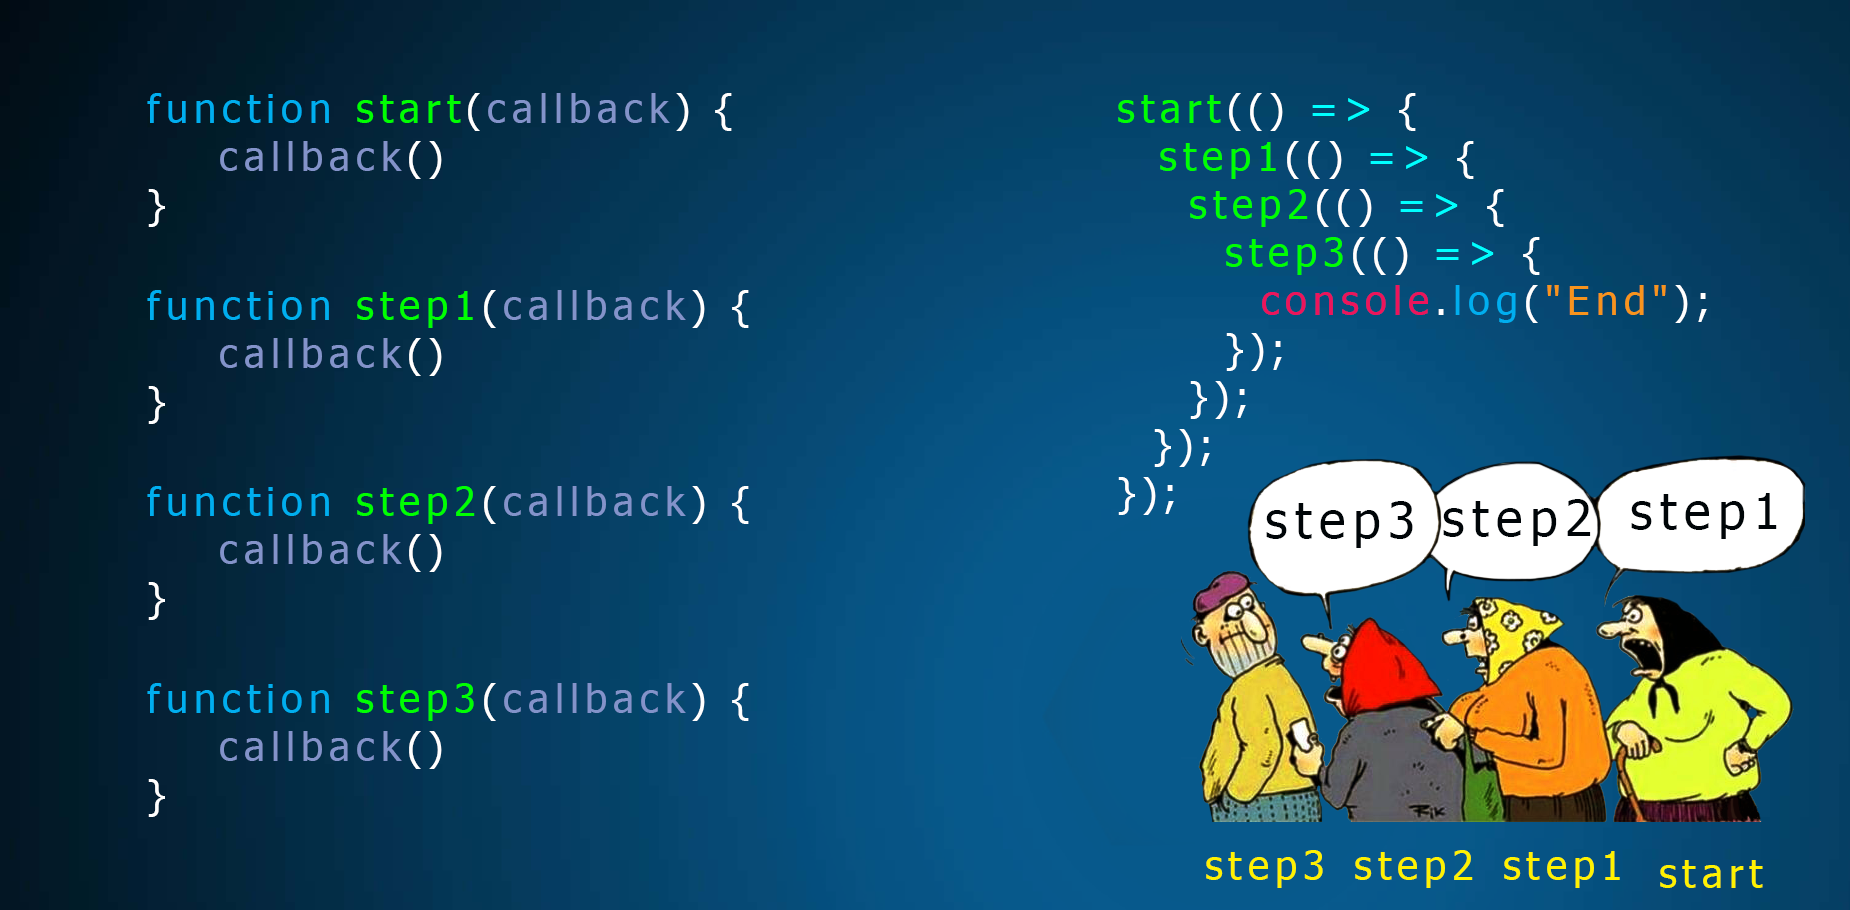 function start(callback) {
callback()
}
function step1(callback) {
callback()
}
function step2(callback) {
callback()
}
function step3(callback) {
callback()
}
start(() => {
step1(() => {
step2(() => {
step3(() => {
console.log("End");
});
});
});
});
step3 step2 step1
Rik
step3 step2 step1 start